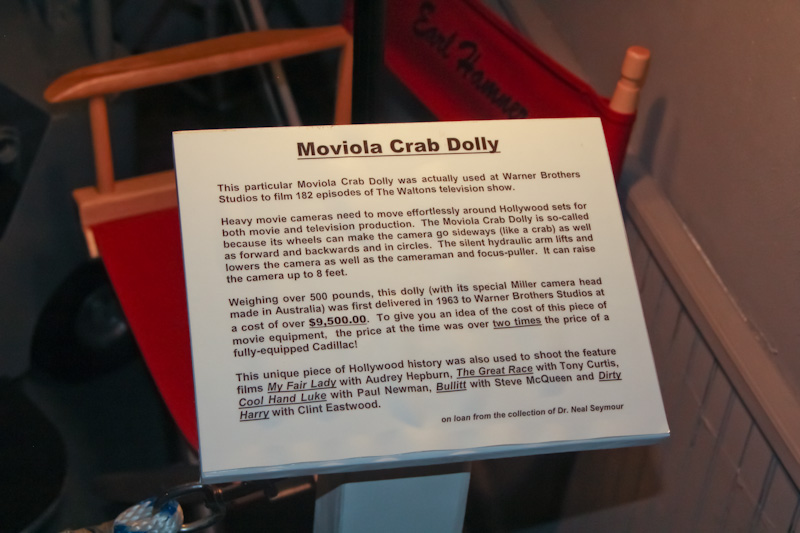 Earl Hamner
Moviola Crab Dolly
This particular Moviola Crab Dolly was actually used at Warner Brothers
Studios to film 182 episodes of The Waltons television show.
Heavy movie cameras need to move effortlessly around Hollywood sets for
both movie and television production. The Moviola Crab Dolly is so-called
because its wheels can make the camera go sideways (like a crab) as well
as forward and backwards and in circles. The silent hydraulic arm lifts and
lowers the camera as well as the cameraman and focus-puller. It can raise
the camera up to 8 feet.
Weighing over 500 pounds, this dolly (with its special Miller camera head
made in Australia) was first delivered in 1963 to Warner Brothers Studios at
a cost of over $9,500.00. To give you an idea of the cost of this piece of
movie equipment, the price at the time was over two times the price of a
fully-equipped Cadillac!
This unique piece of Hollywood history was also used to shoot the feature
films My Fair Lady with Audrey Hepburn, The Great Race with Tony Curtis,
Cool Hand Luke with Paul Newman, Bullitt with Steve McQueen and Dirty
Harry with Clint Eastwood.
on loan from the collection of Dr. Neal Seymour